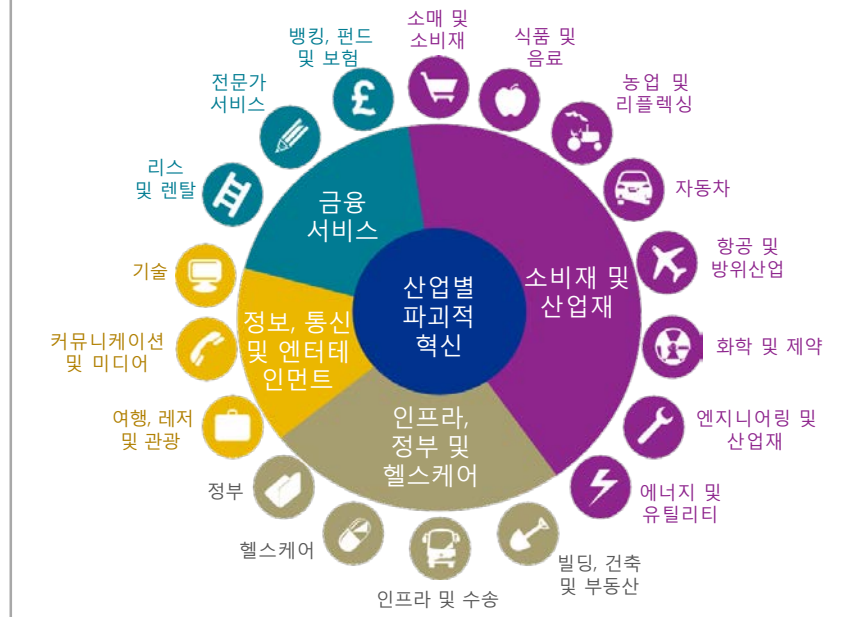 소매 및
소비재
식품 및
음료
농업 및
리플렉싱
자동차
항공 및
방위산업
화학 및 제약
엔지니어링 및
산업재
에너지 및
유틸리티
빌딩, 건축
및 부동산
인프라 및 수송
헬스케어
정부
여행, 레저
및 관광
커뮤니케이션
및 미디어
기술
리스
및 렌탈
전문가
서비스
뱅킹, 펀드
및 보험
£
금융
서비스
소비재 및
산업재
산업별
파괴적
혁신
정보, 통신
및 엔터테
인먼트
인프라,
정부 및
헬스케어